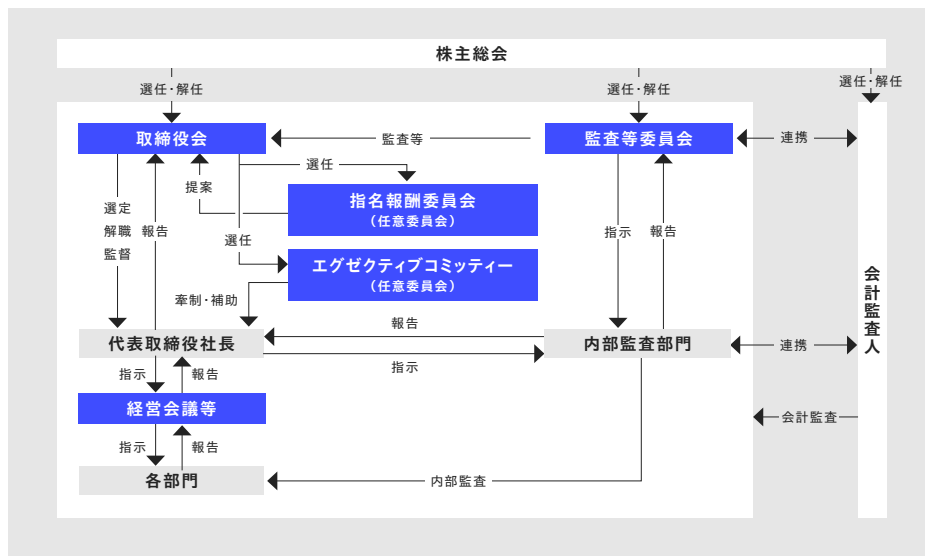 株主総会
選任・解任
選任・解任
選任・解任
取締役会
監査等
監査等委員会
連携
選任
提案
指名報酬委員会
（任意委員会）
選定
解職
監督
報告
選任
指示
報告
エグゼクティブコミッティー
（任意委員会）
会計監査人
牽制・補助
報告
代表取締役社長
内部監査部門
連携
指示
指示
報告
経営会議等
会計監査
指示
報告
各部門
内部監査